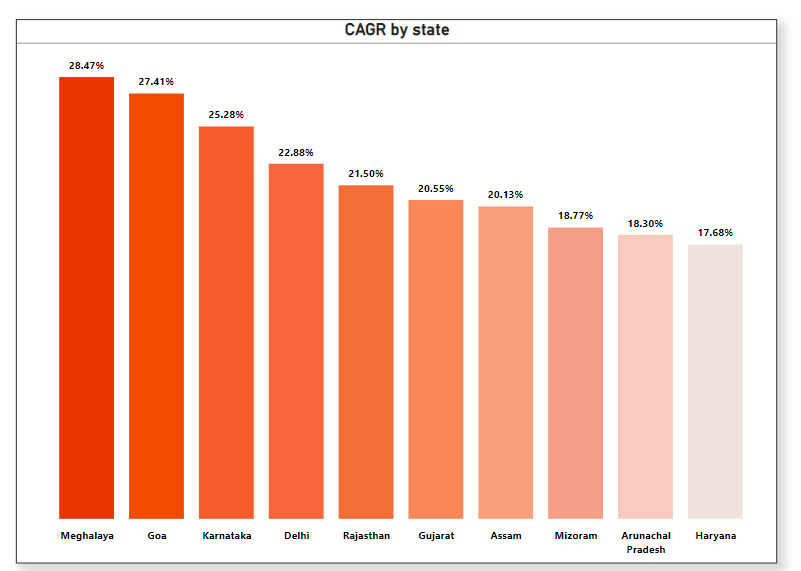 CAGR by state
28.47%
27.41%
25.28%
22.88%
21.50%
20.55%
20.13%
18.77%
18.30%
17.68%
Meghalaya
Goa
Karnataka
Delhi
Rajasthan
Gujarat
Assam
Mizoram
Arunachal
Pradesh
Haryana